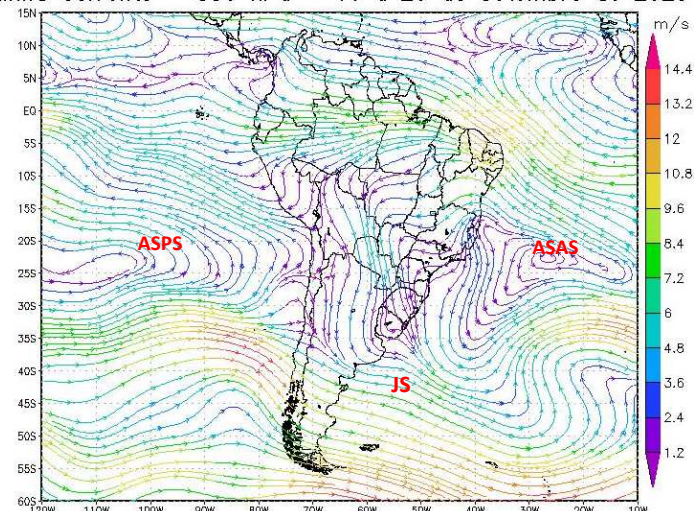 m/s
15N
10N
5N
EQ
5S
10S
15S
20S
25S
30S
35S
40S
45S
50S
55S
60S
120W 110W 100W 90W 80W 70W 60W 50W 40W 30W 20W 10W
ASPS
ASAS
JS
14.4
13.2
12
10.8
9.6
8.4
7.2
6
4.8
3.6
2.4
1.2